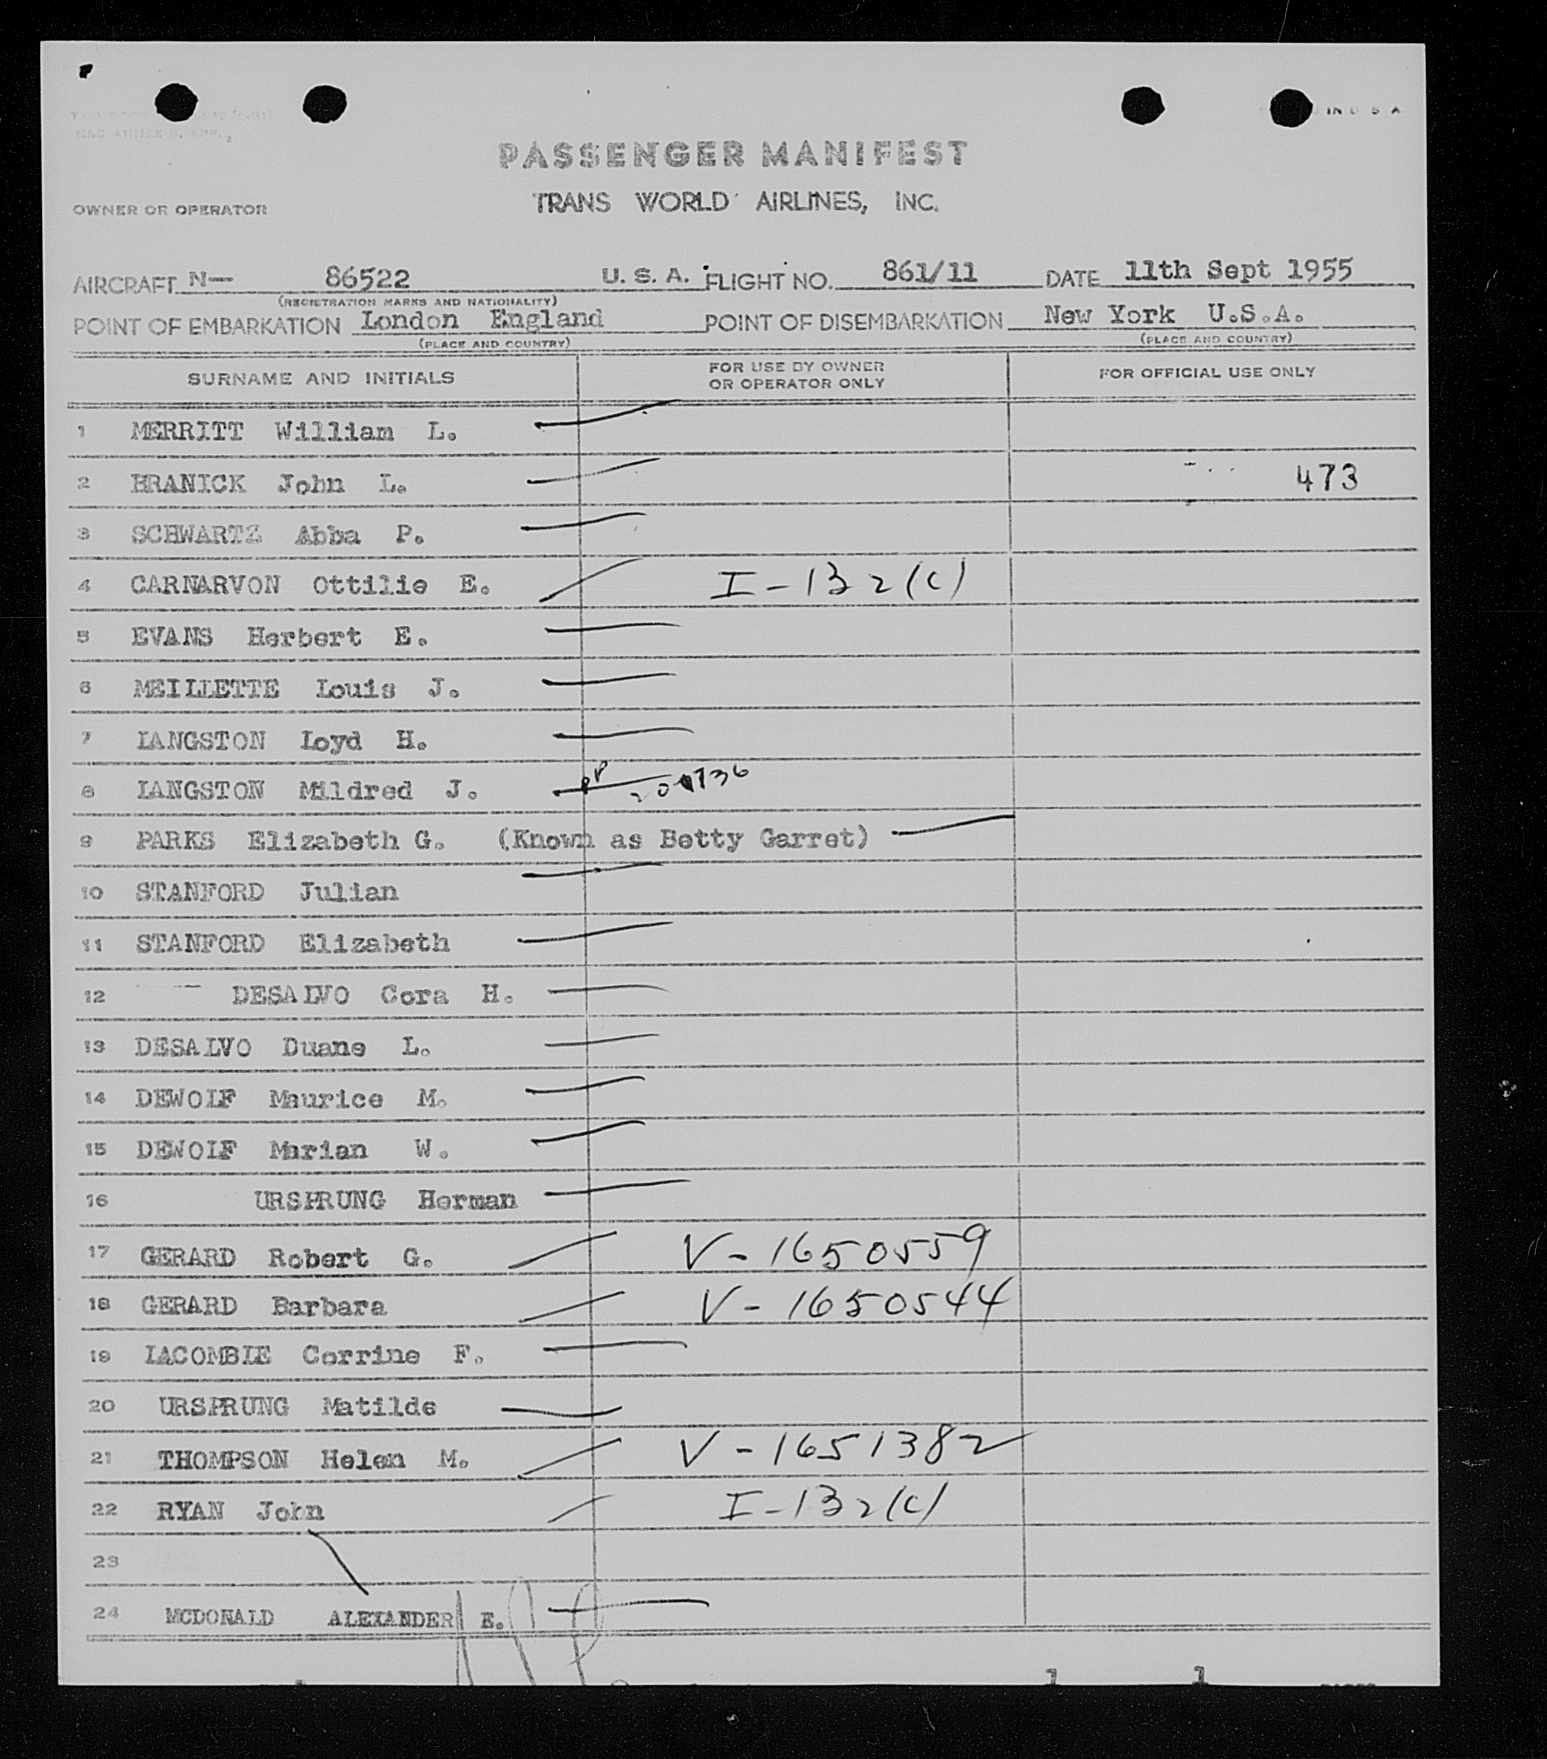 IN U S A
PASSENGER MANIFEST
TRANS WORLD AIRLINES, INC.
OWNER OR OPERATOR
AIRCRAFT N— 86522 U. S. A. FLIGHT NO. 861/11 DATE 11th Sept 1955
(REGISTRATION MARKS AND NATIONALITY)
POINT OF EMBARKATION London England POINT OF DISEMBARKATION New York U.S.A.
(PLACE AND COUNTRY) (PLACE AND COUNTRY)
SURNAME AND INITIALS FOR USE BY OWNER OR OPERATOR ONLY FOR OFFICIAL USE ONLY
1 MERRITT William L.
2 HRANICK John L. 473
3 SCHWARTZ Abba P.
4 CARNARVON Ottilie E. I-132(c)
5 EVANS Herbert E.
6 MEILLETTE Louis J.
7 LANGSTON Loyd H.
8 LANGSTON Mildred J. PP
9 PARKS Elizabeth G. (Known as Betty Garret)
10 STANFORD Julian
11 STANFORD Elizabeth
12 DESALVO Cora H.
13 DESALVO Duane L.
14 DEWOLF Maurice M.
15 DEWOLF Marian W.
16 URSPRUNG Herman
17 GERARD Robert G. V-1650559
18 GERARD Barbara V-1650544
19 LACOMBLE Corrine F.
20 URSPRUNG Matilde
21 THOMPSON Helen M. V-1651382
22 RYAN John I-132(c)
23
24 MCDONALD ALEXANDER E.
1 1